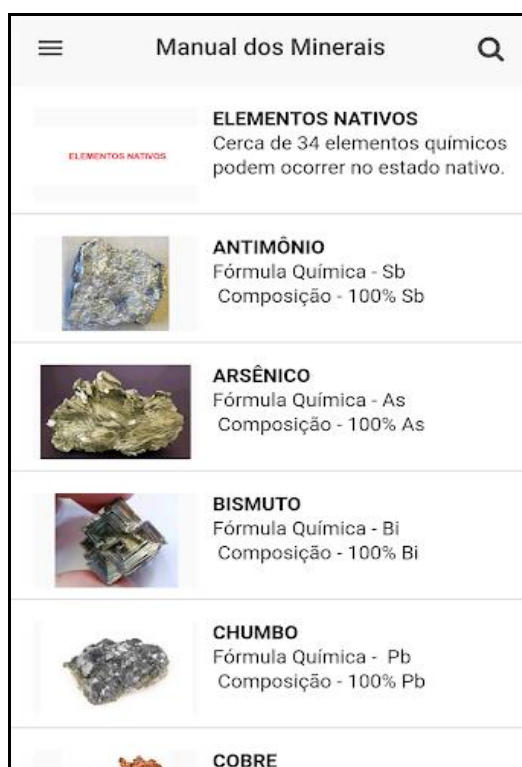 Manual dos Minerais
ELEMENTOS NATIVOS
ELEMENTOS NATIVOS
Cerca de 34 elementos químicos
podem ocorrer no estado nativo.
ANTIMÔNIO
Fórmula Química - Sb
Composição - 100% Sb
ARSÊNICO
Fórmula Química - As
Composição - 100% As
BISMUTO
Fórmula Química - Bi
Composição - 100% Bi
CHUMBO
Fórmula Química - Pb
Composição - 100% Pb
COBRE